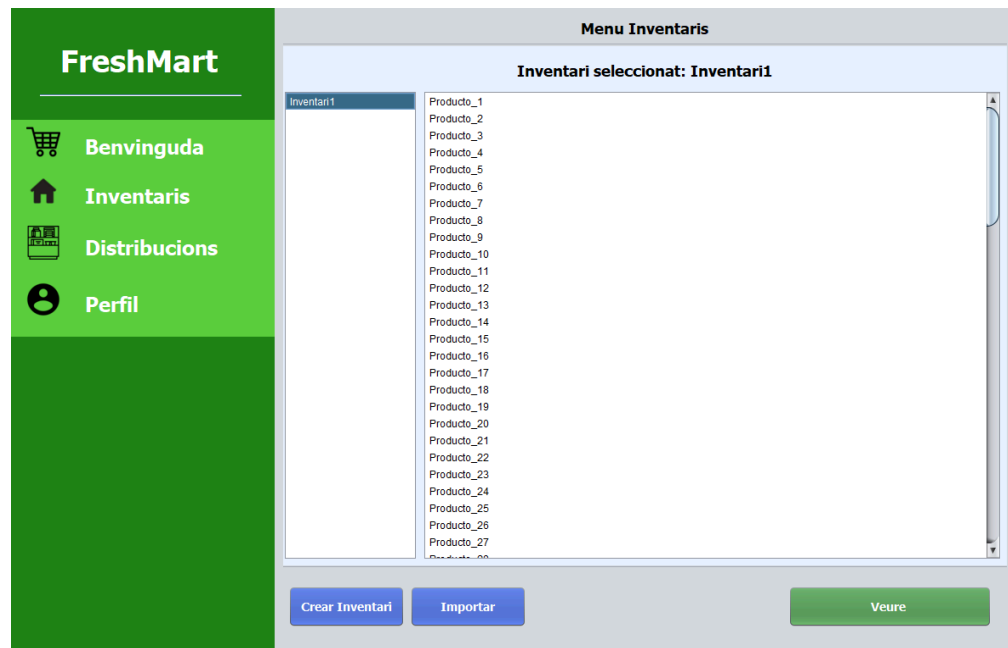 FreshMart
Benvinguda
Inventaris
Distribucions
Perfil
Menu Inventaris
Inventari seleccionat: Inventari1
Inventari1
Producto_1
Producto_2
Producto_3
Producto_4
Producto_5
Producto_6
Producto_7
Producto_8
Producto_9
Producto_10
Producto_11
Producto_12
Producto_13
Producto_14
Producto_15
Producto_16
Producto_17
Producto_18
Producto_19
Producto_20
Producto_21
Producto_22
Producto_23
Producto_24
Producto_25
Producto_26
Producto_27
Crear Inventari
Importar
Veure